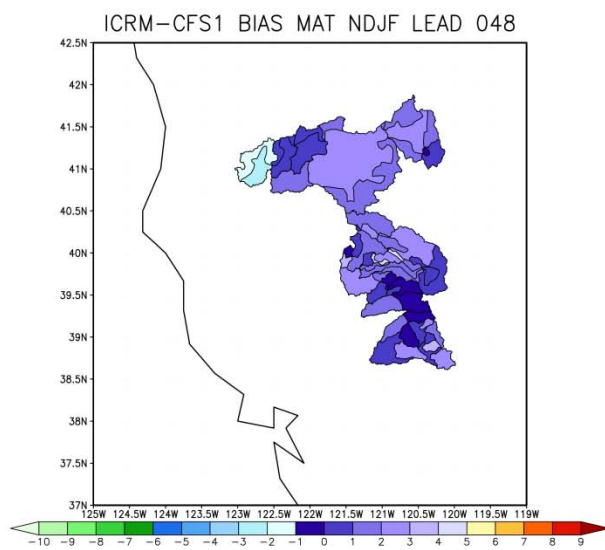 ICRM-CFS1 BIAS MAT NDJF LEAD 048
42.5N
42N
41.5N
41N
40.5N
40N
39.5N
39N
38.5N
38N
37.5N
37N
125W 124.5W 124W 123.5W 123W 122.5W 122W 121.5W 121W 120.5W 120W 119.5W 119W
-10 -9 -8 -7 -6 -5 -4 -3 -2 -1 0 1 2 3 4 5 6 7 8 9